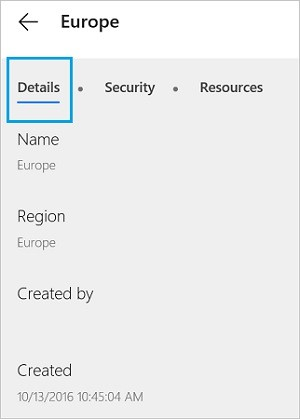 Europe
Details • Security • Resources
Name
Europe
Region
Europe
Created by
Created
10/13/2016 10:45:04 AM